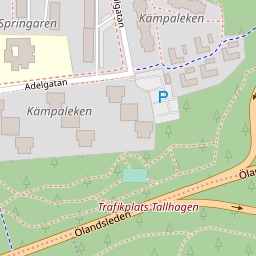 Springaren
Kämpaleken
Adelgatan
P
Kämpaleken
Trafikplats Tallhagen
Ölandsleden